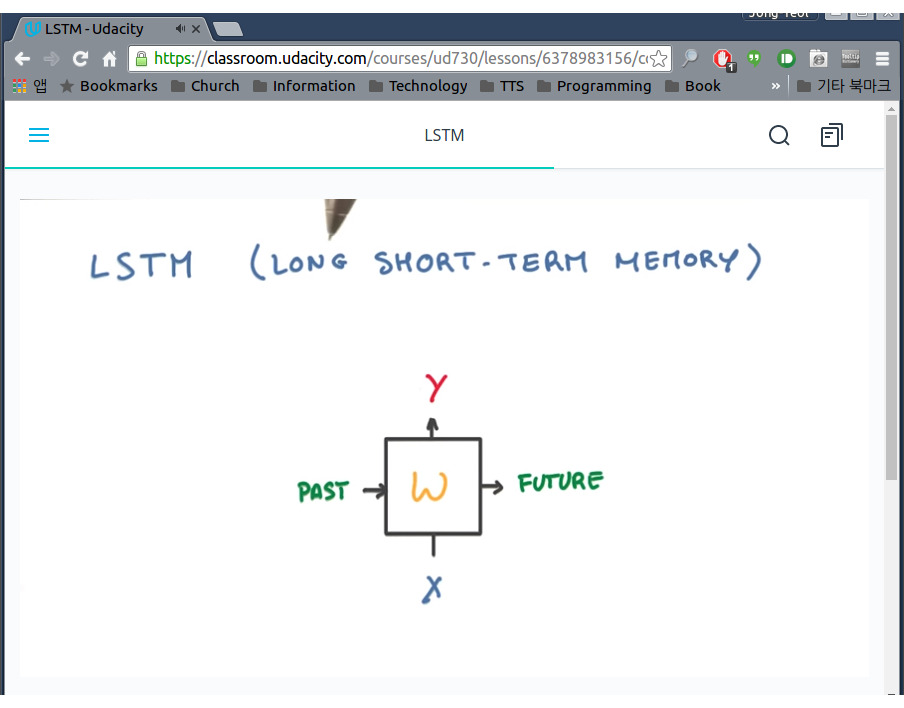 Jong Yeol
LSTM - Udacity
https://classroom.udacity.com/courses/ud730/lessons/6378983156/c
1
앱 Bookmarks Church Information Technology TTS Programming Book » 기타 북마크
LSTM
LSTM (LONG SHORT-TERM MEMORY)
Y
PAST → W → FUTURE
X